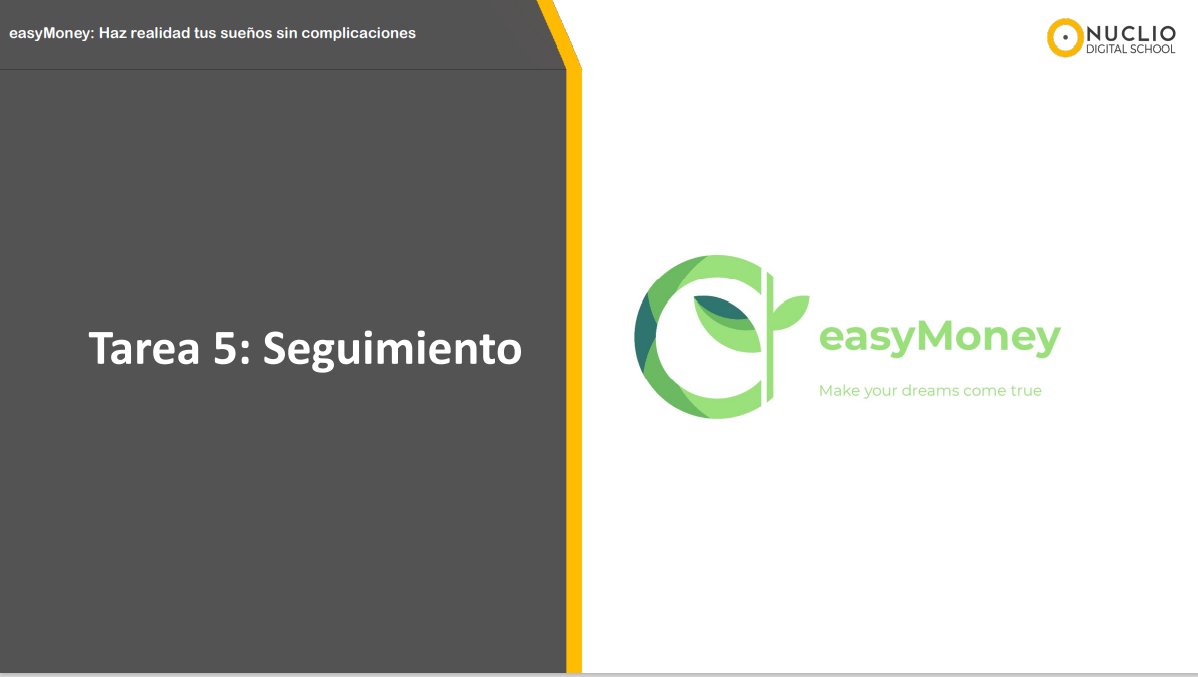 easyMoney: Haz realidad tus sueños sin complicaciones
NUCLIO
DIGITAL SCHOOL
Tarea 5: Seguimiento
easyMoney
Make your dreams come true